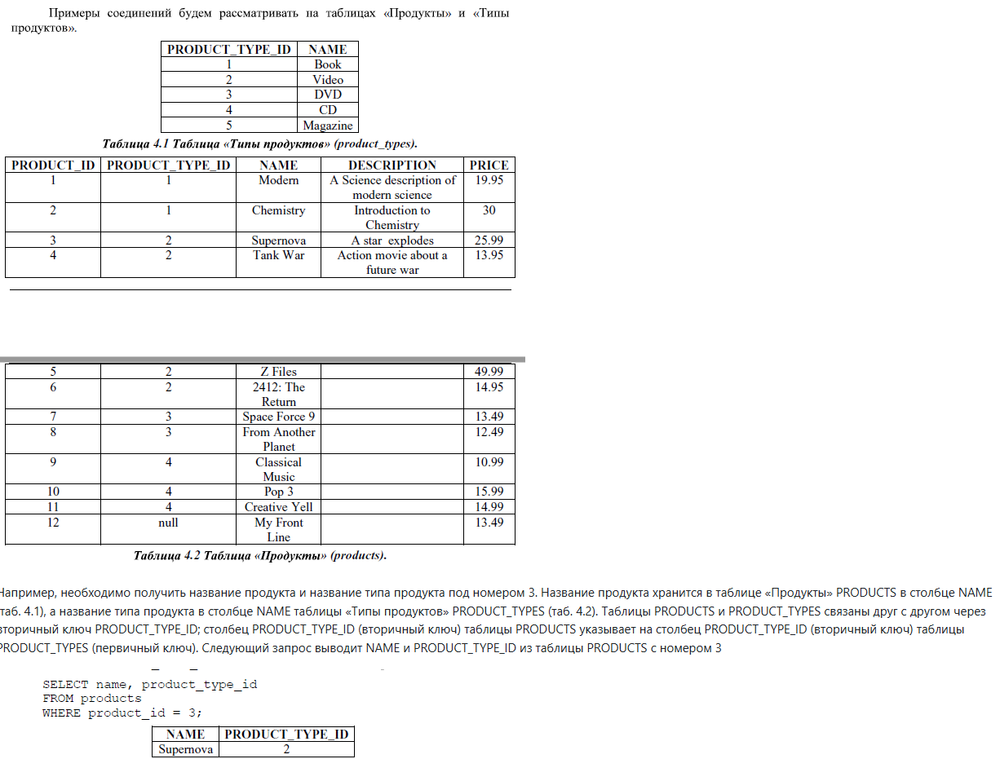 Примеры соединений будем рассматривать на таблицах «Продукты» и «Типы
продуктов».
PRODUCT_TYPE_ID NAME
1 Book
2 Video
3 DVD
4 CD
5 Magazine
Таблица 4.1 Таблица «Типы продуктов» (product_types).
PRODUCT_ID PRODUCT_TYPE_ID NAME DESCRIPTION PRICE
1 1 Modern A Science description of 19.95
modern science
2 1 Chemistry Introduction to 30
Chemistry
3 2 Supernova A star explodes 25.99
4 2 Tank War Action movie about a 13.95
future war
5 2 Z Files 49.99
6 2 2412: The 14.95
Return
7 3 Space Force 9 13.49
8 3 From Another 12.49
Planet
9 4 Classical 10.99
Music
10 4 Pop 3 15.99
11 4 Creative Yell 14.99
12 null My Front 13.49
Line
Таблица 4.2 Таблица «Продукты» (products).
Например, необходимо получить название продукта и название типа продукта под номером 3. Название продукта хранится в таблице «Продукты» PRODUCTS в столбце NAME
(таб. 4.1), а название типа продукта в столбце NAME таблицы «Типы продуктов» PRODUCT_TYPES (таб. 4.2). Таблицы PRODUCTS и PRODUCT_TYPES связаны друг с другом через
вторичный ключ PRODUCT_TYPE_ID; столбец PRODUCT_TYPE_ID (вторичный ключ) таблицы PRODUCTS указывает на столбец PRODUCT_TYPE_ID (вторичный ключ) таблицы
PRODUCT_TYPES (первичный ключ). Следующий запрос выводит NAME и PRODUCT_TYPE_ID из таблицы PRODUCTS с номером 3
SELECT name, product_type_id
FROM products
WHERE product_id = 3;
NAME PRODUCT_TYPE_ID
Supernova 2